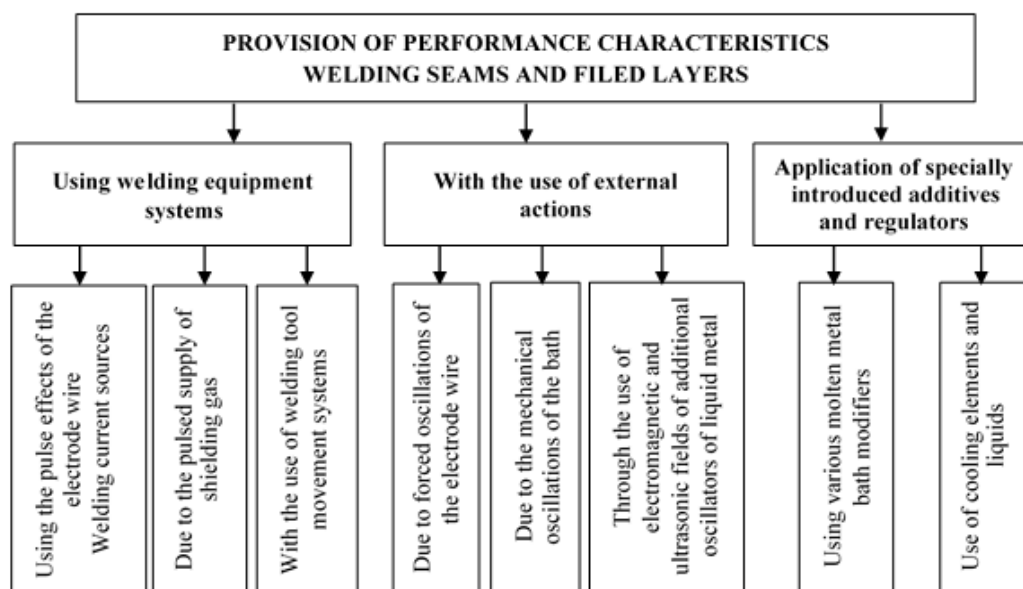 PROVISION OF PERFORMANCE CHARACTERISTICS
WELDING SEAMS AND FILED LAYERS
Using welding equipment
systems
With the use of external
actions
Application of specially
introduced additives
and regulators
Using the pulse effects of the
electrode wire
Welding current sources
Due to the pulsed supply of
shielding gas
With the use of welding tool
movement systems
Due to forced oscillations of
the electrode wire
Due to the mechanical
oscillations of the bath
Through the use of
electromagnetic and
ultrasonic fields of additional
oscillators of liquid metal
Using various molten metal
bath modifiers
Use of cooling elements and
liquids